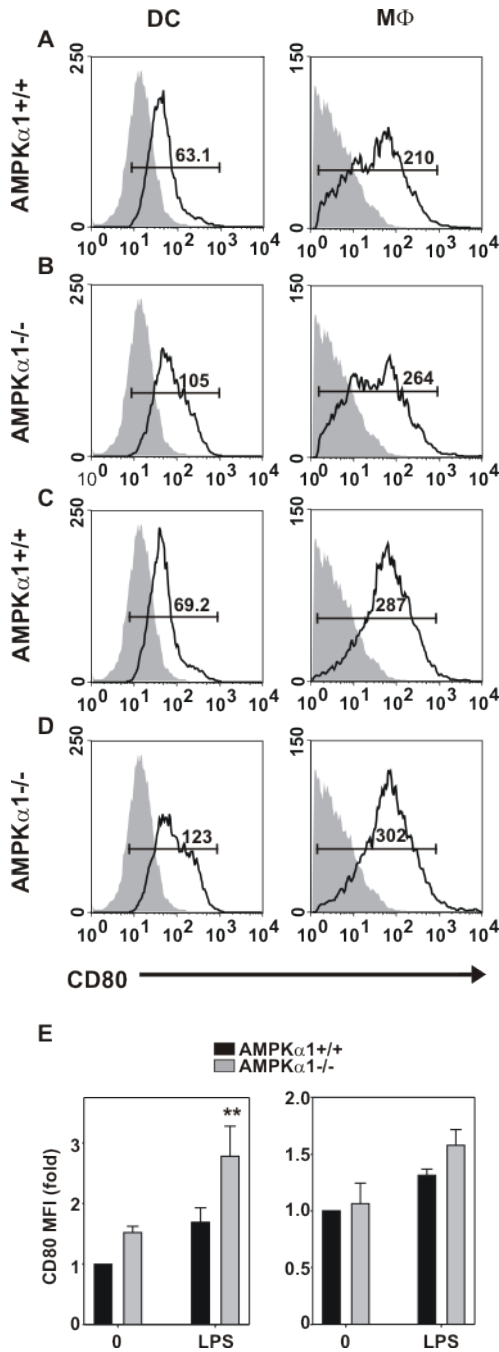 DC MΦ
A
AMPKα1+/+
250
0
63.1
10⁰ 10¹ 10² 10³ 10⁴
150
0
210
10⁰ 10¹ 10² 10³ 10⁴
B
AMPKα1-/-
250
0
105
10⁰ 10¹ 10² 10³ 10⁴
150
0
264
10⁰ 10¹ 10² 10³ 10⁴
C
AMPKα1+/+
250
0
69.2
10⁰ 10¹ 10² 10³ 10⁴
150
0
287
10⁰ 10¹ 10² 10³ 10⁴
D
AMPKα1-/-
250
0
123
10⁰ 10¹ 10² 10³ 10⁴
150
0
302
10⁰ 10¹ 10² 10³ 10⁴
CD80
E
AMPKα1+/+
AMPKα1-/-
CD80 MFI (fold)
3
2
1
0
**
0 LPS
2.0
1.5
1.0
0.5
0.0
0 LPS